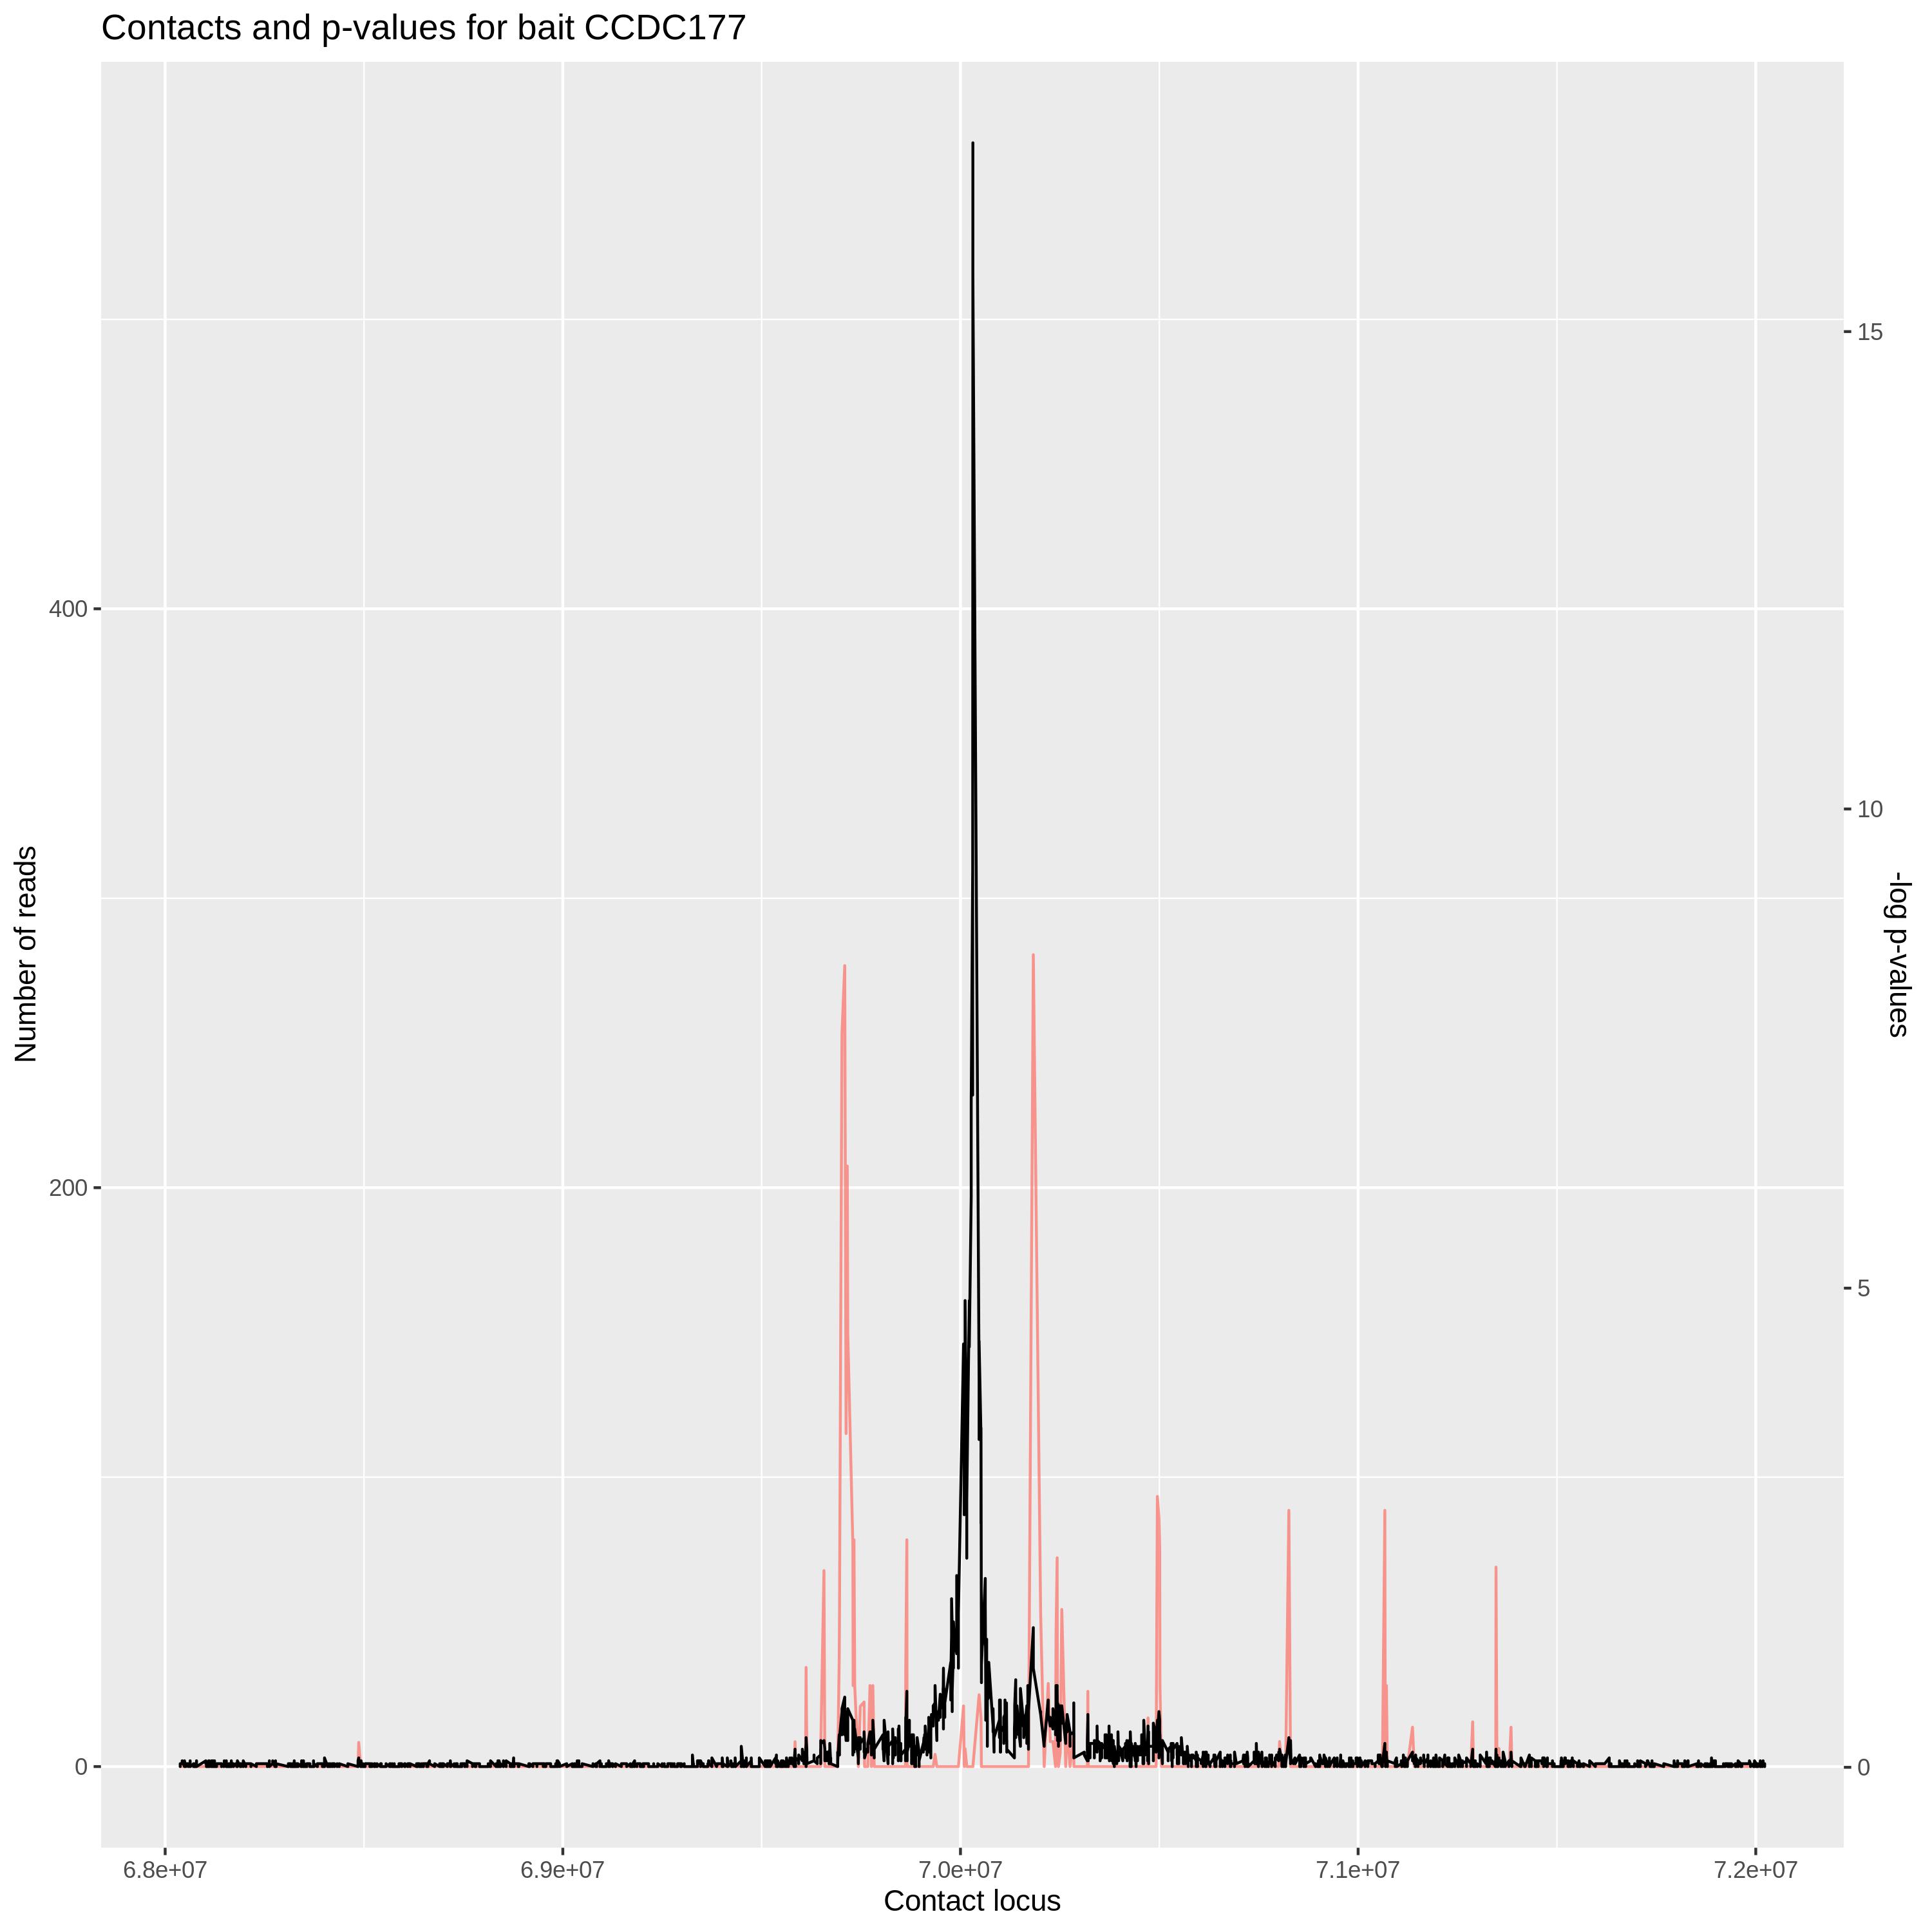 Contacts and p-values for bait CCDC177
Number of reads
400
200
0
15
10
5
0
-log p-values
6.8e+07 6.9e+07 7.0e+07 7.1e+07 7.2e+07
Contact locus